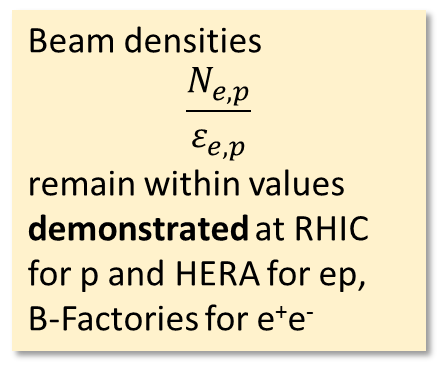 Beam densities
N_{e,p}
ε_{e,p}
remain within values
demonstrated at RHIC
for p and HERA for ep,
B-Factories for e⁺e⁻